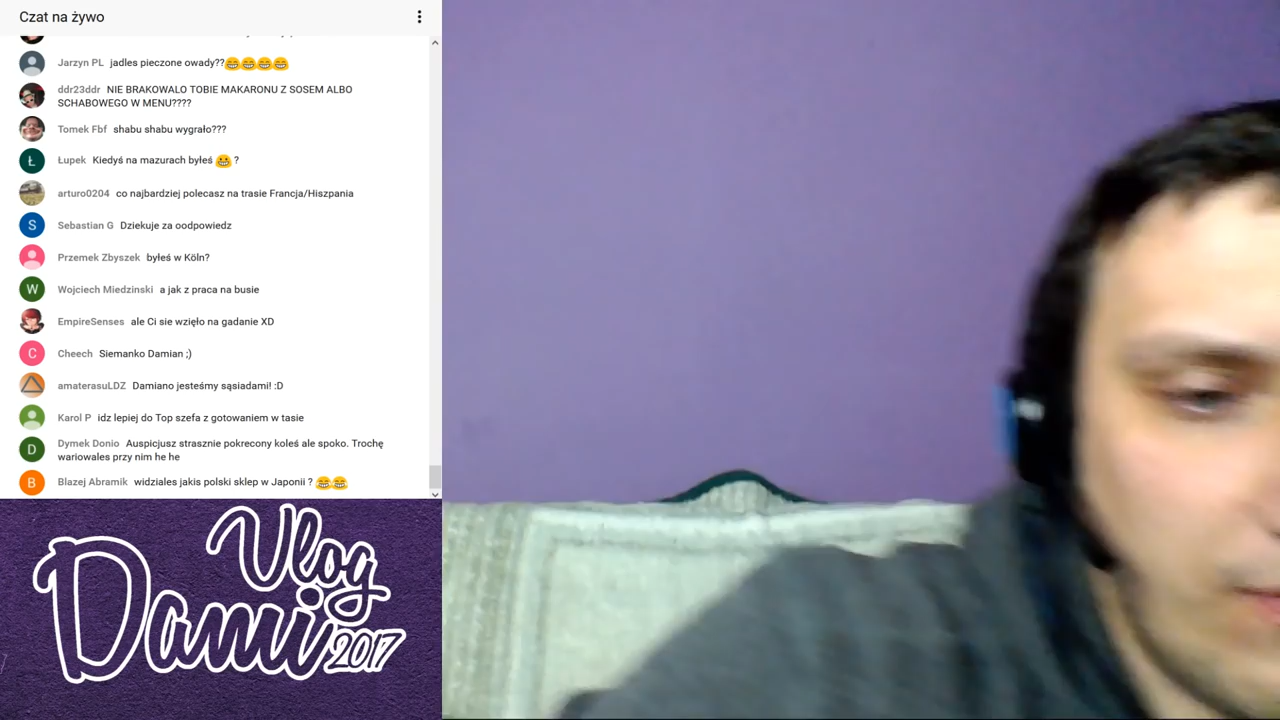 Czat na żywo
Jarzyn PL jadles pieczone owady??😂😂😂😂
ddr23ddr NIE BRAKOWALO TOBIE MAKARONU Z SOSEM ALBO
SCHABOWEGO W MENU????
Tomek Fbf shabu shabu wygrało???
Ł
Łupek Kiedyś na mazurach byłeś 😀 ?
arturo0204 co najbardziej polecasz na trasie Francja/Hiszpania
S
Sebastian G Dziekuje za oodpowiedz
Przemek Zbyszek byłeś w Köln?
W
Wojciech Miedzinski a jak z praca na busie
EmpireSenses ale Ci sie wzięło na gadanie XD
C
Cheech Siemanko Damian ;)
amaterasuLDZ Damiano jesteśmy sąsiadami! :D
Karol P idz lepiej do Top szefa z gotowaniem w tasie
D
Dymek Donio Auspicjusz strasznie pokrecony koleś ale spoko. Trochę
wariowales przy nim he he
B
Blazej Abramik widziales jakis polski sklep w Japonii ? 😂😂
Vlog
Dami
2017